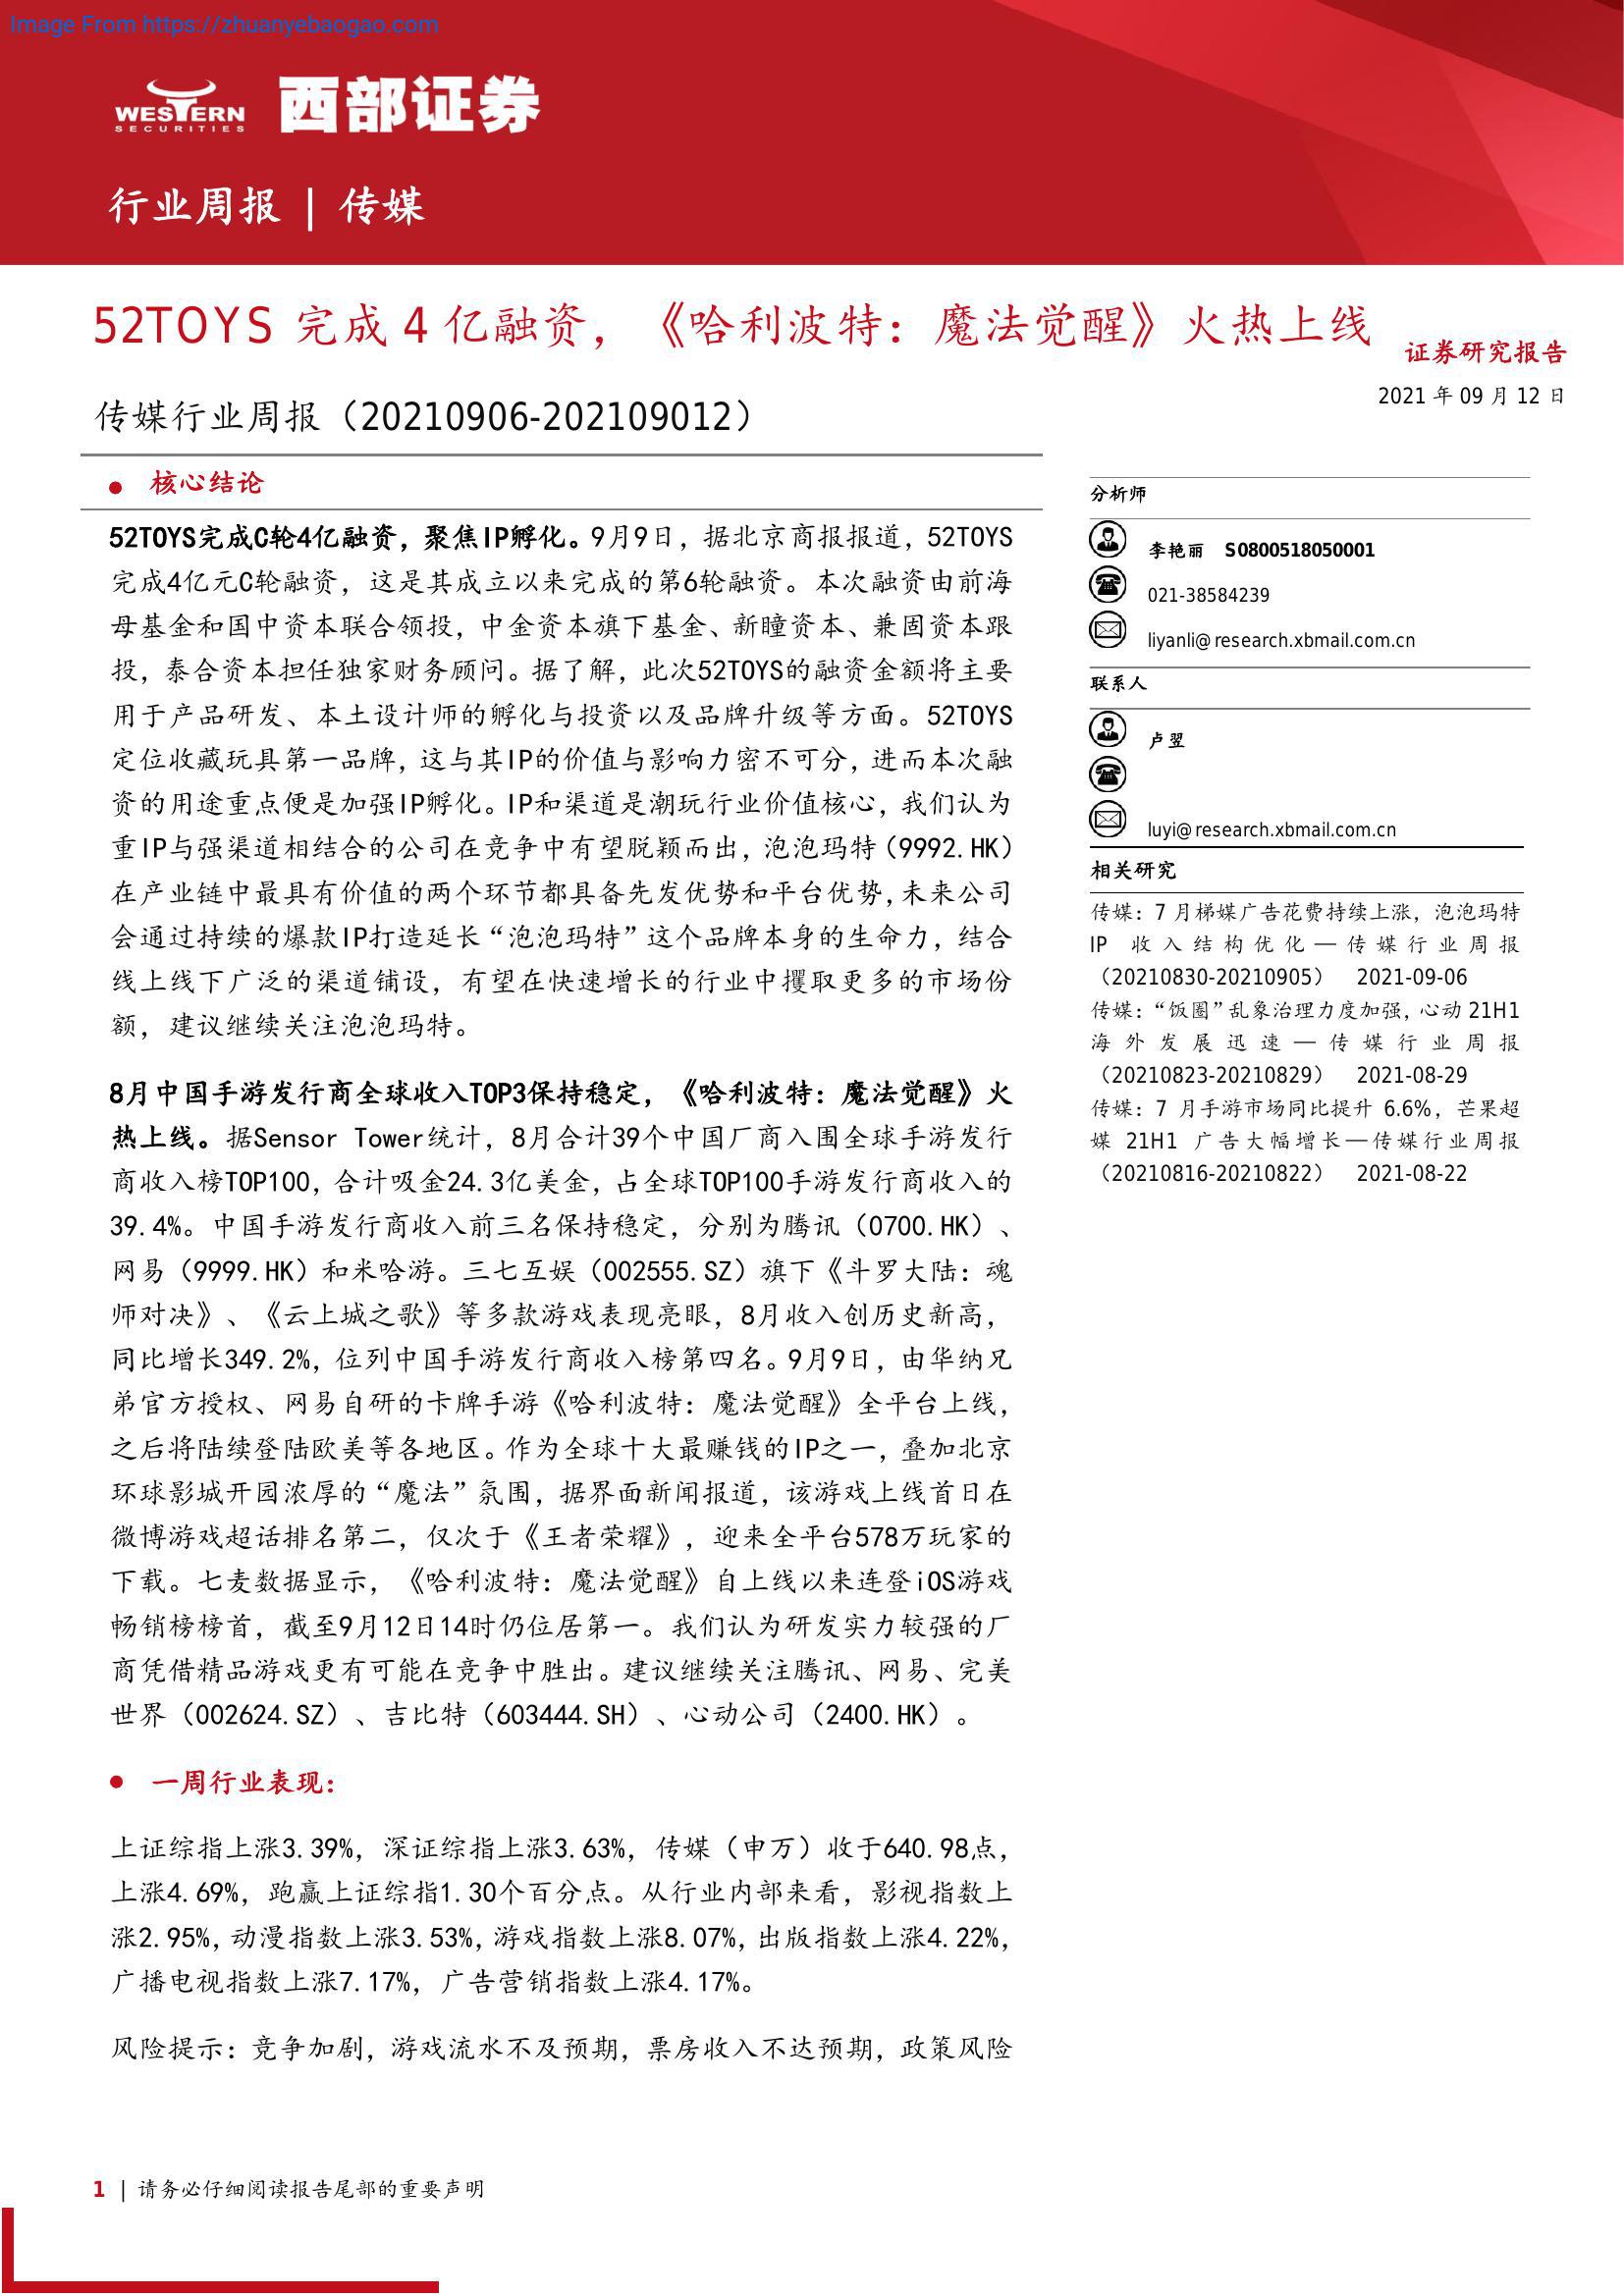 Image From https://zhuanyebaogao.com
WESTERN
SECURITIES
西部证券
行业周报 | 传媒
52TOYS 完成 4 亿融资，《哈利波特：魔法觉醒》火热上线
证券研究报告
2021 年 09 月 12 日
传媒行业周报（20210906-202109012）
● 核心结论
52TOYS完成C轮4亿融资，聚焦IP孵化。9月9日，据北京商报报道，52TOYS
完成4亿元C轮融资，这是其成立以来完成的第6轮融资。本次融资由前海
母基金和国中资本联合领投，中金资本旗下基金、新瞳资本、兼固资本跟
投，泰合资本担任独家财务顾问。据了解，此次52TOYS的融资金额将主要
用于产品研发、本土设计师的孵化与投资以及品牌升级等方面。52TOYS
定位收藏玩具第一品牌，这与其IP的价值与影响力密不可分，进而本次融
资的用途重点便是加强IP孵化。IP和渠道是潮玩行业价值核心，我们认为
重IP与强渠道相结合的公司在竞争中有望脱颖而出，泡泡玛特（9992.HK）
在产业链中最具有价值的两个环节都具备先发优势和平台优势，未来公司
会通过持续的爆款IP打造延长“泡泡玛特”这个品牌本身的生命力，结合
线上线下广泛的渠道铺设，有望在快速增长的行业中攫取更多的市场份
额，建议继续关注泡泡玛特。
8月中国手游发行商全球收入TOP3保持稳定，《哈利波特：魔法觉醒》火
热上线。据Sensor Tower统计，8月合计39个中国厂商入围全球手游发行
商收入榜TOP100，合计吸金24.3亿美金，占全球TOP100手游发行商收入的
39.4%。中国手游发行商收入前三名保持稳定，分别为腾讯（0700.HK）、
网易（9999.HK）和米哈游。三七互娱（002555.SZ）旗下《斗罗大陆：魂
师对决》、《云上城之歌》等多款游戏表现亮眼，8月收入创历史新高，
同比增长349.2%，位列中国手游发行商收入榜第四名。9月9日，由华纳兄
弟官方授权、网易自研的卡牌手游《哈利波特：魔法觉醒》全平台上线，
之后将陆续登陆欧美等各地区。作为全球十大最赚钱的IP之一，叠加北京
环球影城开园浓厚的“魔法”氛围，据界面新闻报道，该游戏上线首日在
微博游戏超话排名第二，仅次于《王者荣耀》，迎来全平台578万玩家的
下载。七麦数据显示，《哈利波特：魔法觉醒》自上线以来连登iOS游戏
畅销榜榜首，截至9月12日14时仍位居第一。我们认为研发实力较强的厂
商凭借精品游戏更有可能在竞争中胜出。建议继续关注腾讯、网易、完美
世界（002624.SZ）、吉比特（603444.SH）、心动公司（2400.HK）。
● 一周行业表现：
上证综指上涨3.39%，深证综指上涨3.63%，传媒（申万）收于640.98点，
上涨4.69%，跑赢上证综指1.30个百分点。从行业内部来看，影视指数上
涨2.95%，动漫指数上涨3.53%，游戏指数上涨8.07%，出版指数上涨4.22%，
广播电视指数上涨7.17%，广告营销指数上涨4.17%。
风险提示：竞争加剧，游戏流水不及预期，票房收入不达预期，政策风险
分析师
李艳丽 S0800518050001
021-38584239
liyanli@research.xbmail.com.cn
联系人
卢翌
luyi@research.xbmail.com.cn
相关研究
传媒：7 月梯媒广告花费持续上涨，泡泡玛特
IP 收入结构优化—传媒行业周报
（20210830-20210905） 2021-09-06
传媒：“饭圈”乱象治理力度加强，心动 21H1
海外发展迅速—传媒行业周报
（20210823-20210829） 2021-08-29
传媒：7 月手游市场同比提升 6.6%，芒果超
媒 21H1 广告大幅增长—传媒行业周报
（20210816-20210822） 2021-08-22
1 | 请务必仔细阅读报告尾部的重要声明